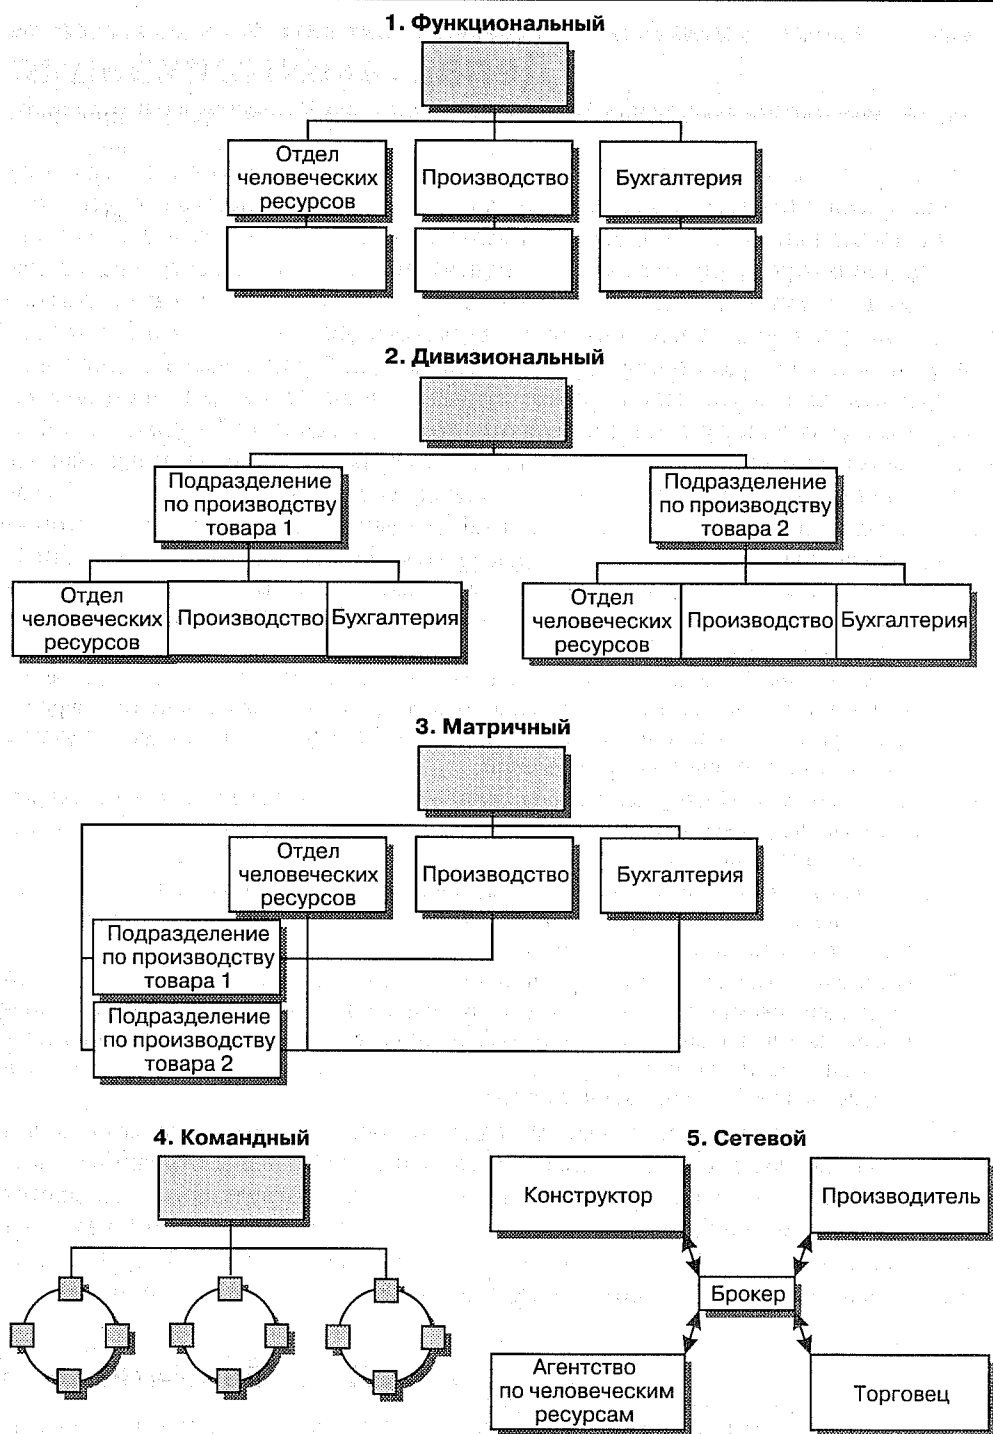 1. Функциональный
Отдел
человеческих
ресурсов
Производство
Бухгалтерия
2. Дивизиональный
Подразделение
по производству
товара 1
Подразделение
по производству
товара 2
Отдел
человеческих
ресурсов
Производство
Бухгалтерия
Отдел
человеческих
ресурсов
Производство
Бухгалтерия
3. Матричный
Отдел
человеческих
ресурсов
Производство
Бухгалтерия
Подразделение
по производству
товара 1
Подразделение
по производству
товара 2
4. Командный
5. Сетевой
Конструктор
Производитель
Брокер
Агентство
по человеческим
ресурсам
Торговец